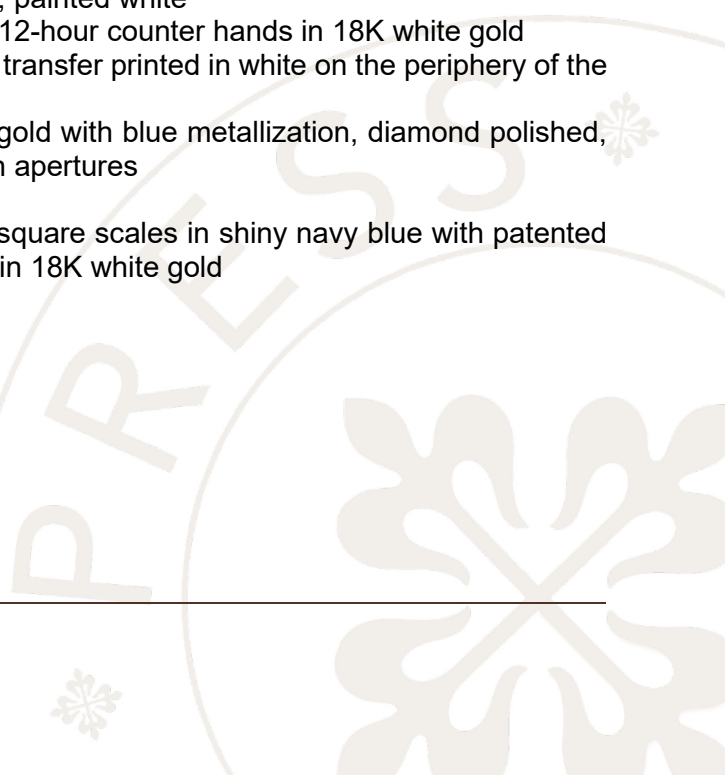 , painted white
12-hour counter hands in 18K white gold
transfer printed in white on the periphery of the
gold with blue metallization, diamond polished,
apertures
square scales in shiny navy blue with patented
in 18K white gold
PRESS